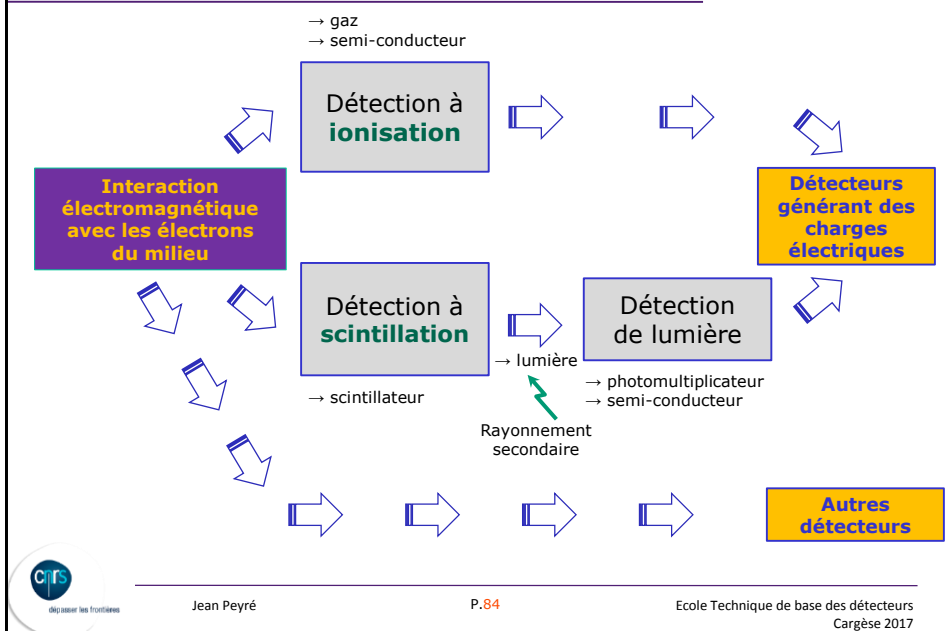 → gaz
→ semi-conducteur
Détection à
ionisation
Interaction
électromagnétique
avec les électrons
du milieu
Détecteurs
générant des
charges
électriques
Détection à
scintillation
→ lumière
Détection
de lumière
→ scintillateur
→ photomultiplicateur
→ semi-conducteur
Rayonnement
secondaire
Autres
détecteurs
cnrs
dépasser les frontières
Jean Peyré
P.84
Ecole Technique de base des détecteurs
Cargèse 2017